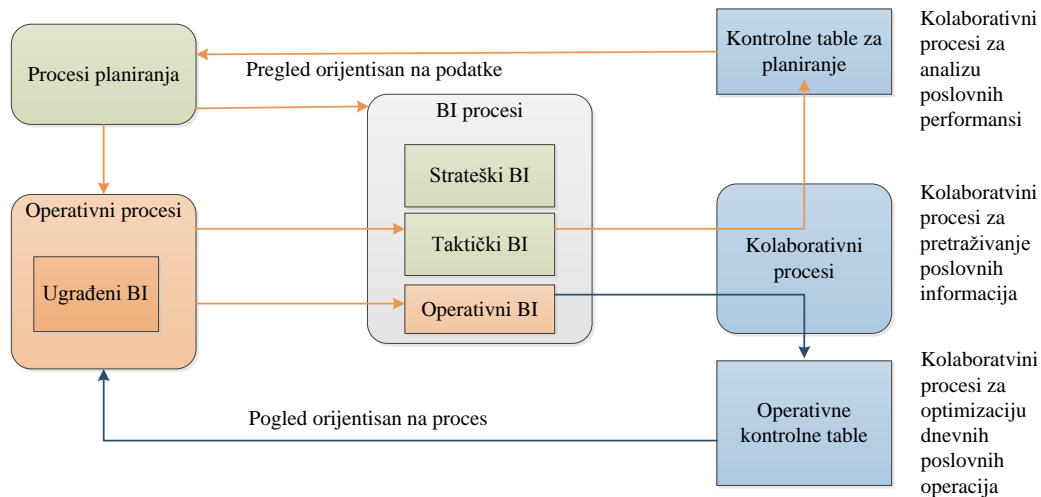 Procesi planiranja
Pregled orijentisan na podatke
Kontrolne table za
planiranje
Kolaborativni
procesi za
analizu
poslovnih
performansi
BI procesi
Strateški BI
Taktički BI
Operativni BI
Operativni procesi
Ugrađeni BI
Kolaborativni
procesi
Kolaboratvini
procesi za
pretraživanje
poslovnih
informacija
Pogled orijentisan na proces
Operativne
kontrolne table
Kolaboratvini
procesi za
optimizaciju
dnevnih
poslovnih
operacija